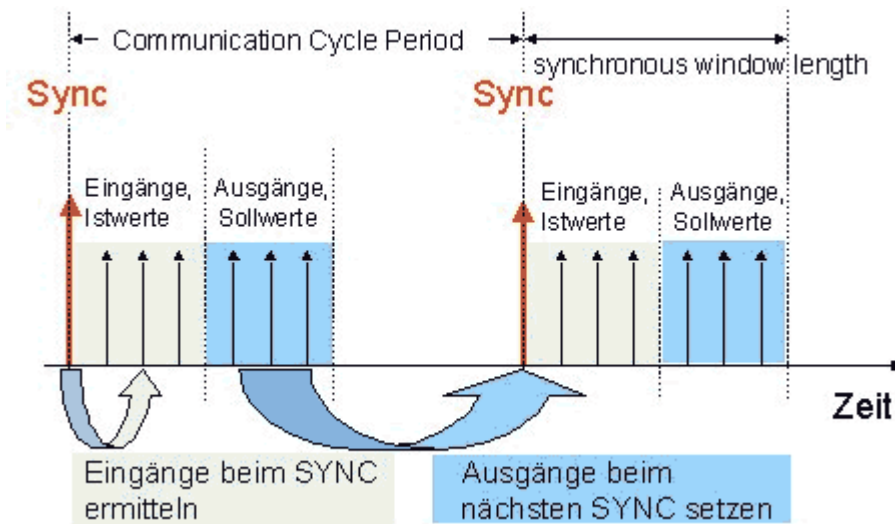 Communication Cycle Period
synchronous window length
Sync
Sync
Eingänge,
Istwerte
Ausgänge,
Sollwerte
Eingänge,
Istwerte
Ausgänge,
Sollwerte
Zeit
Eingänge beim SYNC
ermitteln
Ausgänge beim
nächsten SYNC setzen